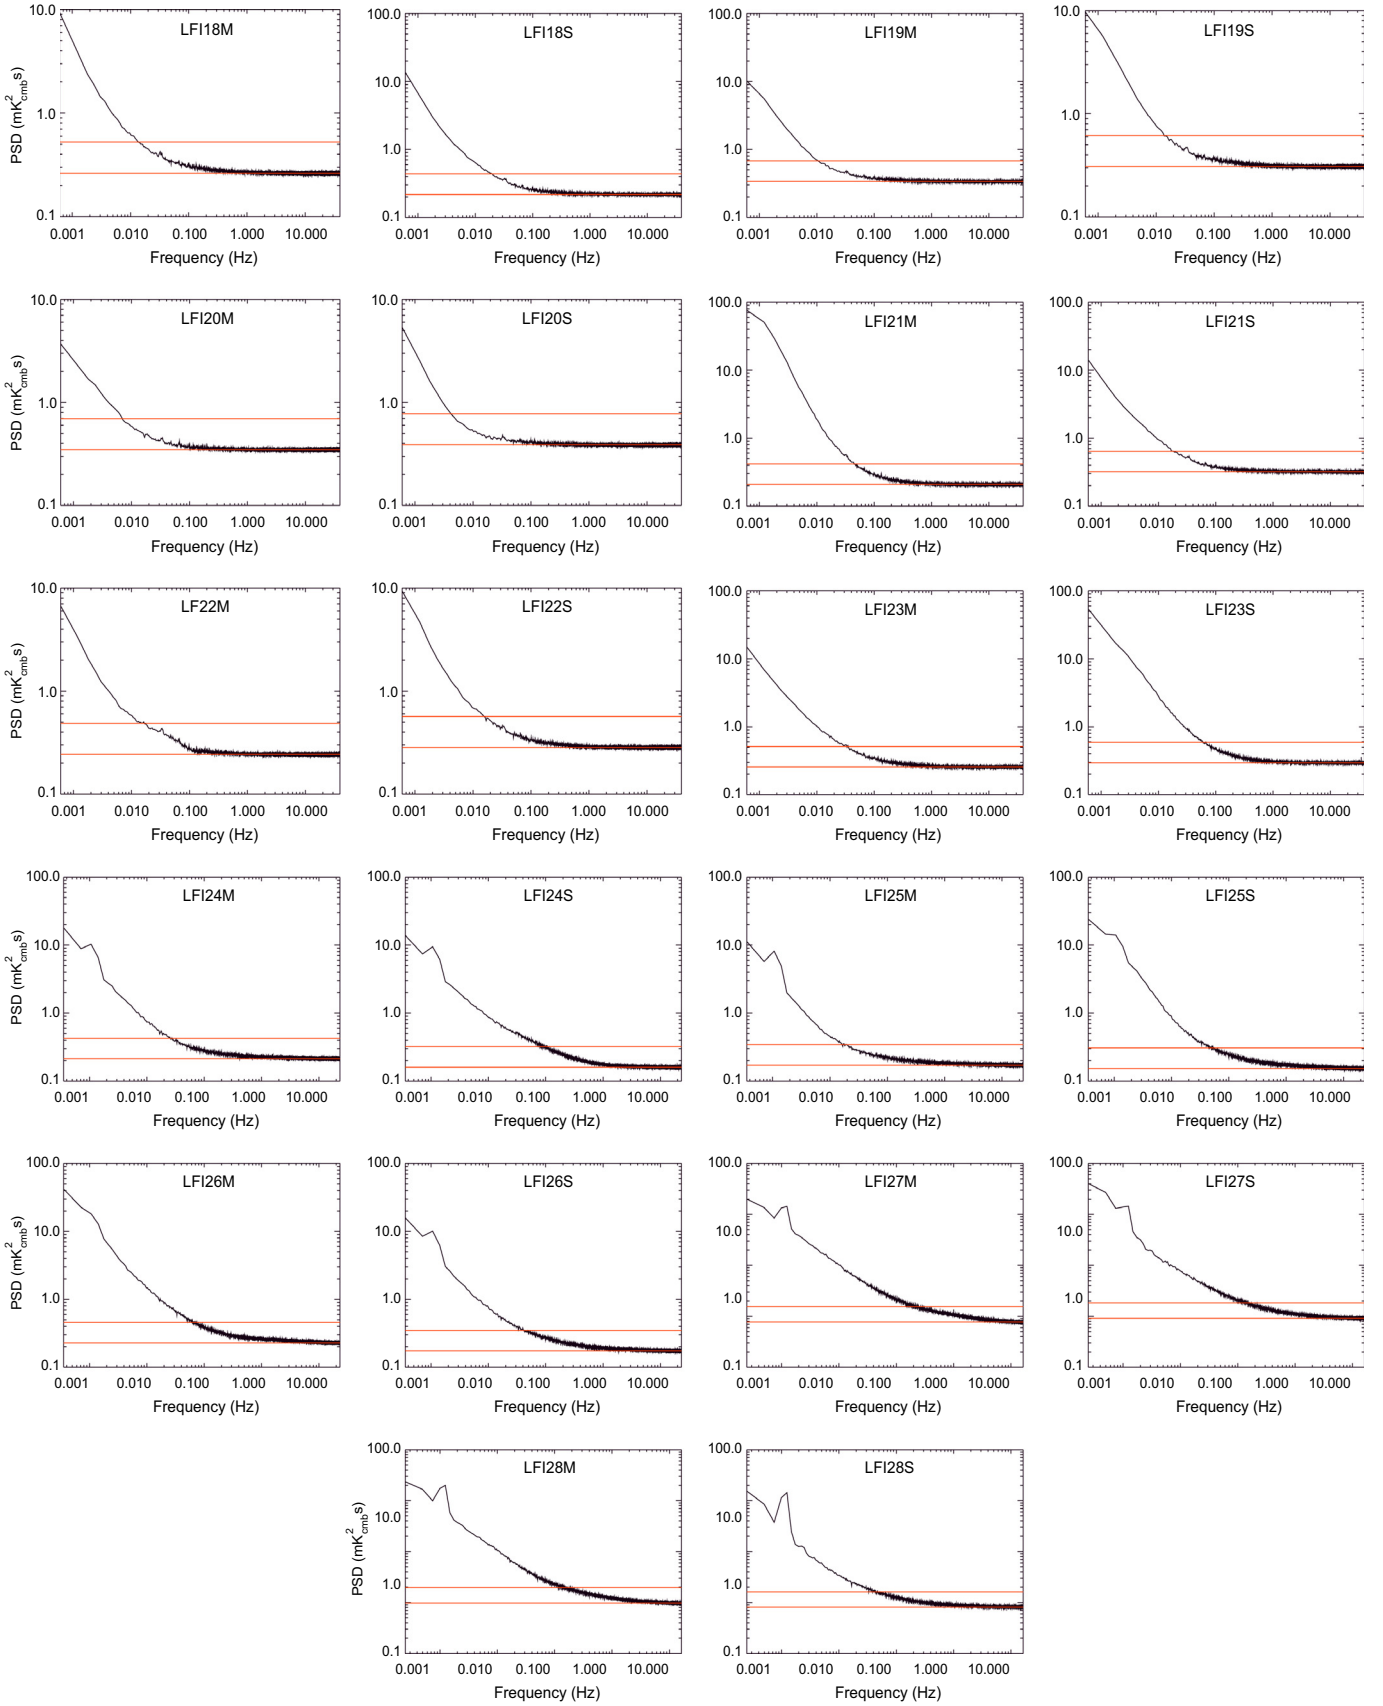 LFI18M
LFI18S
LFI19M
LFI19S
PSD (mK²cmb s)
10.0
1.0
0.1
100.0
10.0
1.0
0.1
100.0
10.0
1.0
0.1
10.0
1.0
0.1
0.001 0.010 0.100 1.000 10.000
0.001 0.010 0.100 1.000 10.000
0.001 0.010 0.100 1.000 10.000
0.001 0.010 0.100 1.000 10.000
Frequency (Hz)
Frequency (Hz)
Frequency (Hz)
Frequency (Hz)
LFI20M
LFI20S
LFI21M
LFI21S
PSD (mK²cmb s)
10.0
1.0
0.1
10.0
1.0
0.1
100.0
10.0
1.0
0.1
100.0
10.0
1.0
0.1
0.001 0.010 0.100 1.000 10.000
0.001 0.010 0.100 1.000 10.000
0.001 0.010 0.100 1.000 10.000
0.001 0.010 0.100 1.000 10.000
Frequency (Hz)
Frequency (Hz)
Frequency (Hz)
Frequency (Hz)
LF22M
LFI22S
LFI23M
LFI23S
PSD (mK²cmb s)
10.0
1.0
0.1
10.0
1.0
0.1
100.0
10.0
1.0
0.1
100.0
10.0
1.0
0.1
0.001 0.010 0.100 1.000 10.000
0.001 0.010 0.100 1.000 10.000
0.001 0.010 0.100 1.000 10.000
0.001 0.010 0.100 1.000 10.000
Frequency (Hz)
Frequency (Hz)
Frequency (Hz)
Frequency (Hz)
LFI24M
LFI24S
LFI25M
LFI25S
PSD (mK²cmb s)
100.0
10.0
1.0
0.1
100.0
10.0
1.0
0.1
100.0
10.0
1.0
0.1
100.0
10.0
1.0
0.1
0.001 0.010 0.100 1.000 10.000
0.001 0.010 0.100 1.000 10.000
0.001 0.010 0.100 1.000 10.000
0.001 0.010 0.100 1.000 10.000
Frequency (Hz)
Frequency (Hz)
Frequency (Hz)
Frequency (Hz)
LFI26M
LFI26S
LFI27M
LFI27S
PSD (mK²cmb s)
100.0
10.0
1.0
0.1
100.0
10.0
1.0
0.1
100.0
10.0
1.0
0.1
100.0
10.0
1.0
0.1
0.001 0.010 0.100 1.000 10.000
0.001 0.010 0.100 1.000 10.000
0.001 0.010 0.100 1.000 10.000
0.001 0.010 0.100 1.000 10.000
Frequency (Hz)
Frequency (Hz)
Frequency (Hz)
Frequency (Hz)
LFI28M
LFI28S
PSD (mK²cmb s)
100.0
10.0
1.0
0.1
100.0
10.0
1.0
0.1
0.001 0.010 0.100 1.000 10.000
0.001 0.010 0.100 1.000 10.000
Frequency (Hz)
Frequency (Hz)